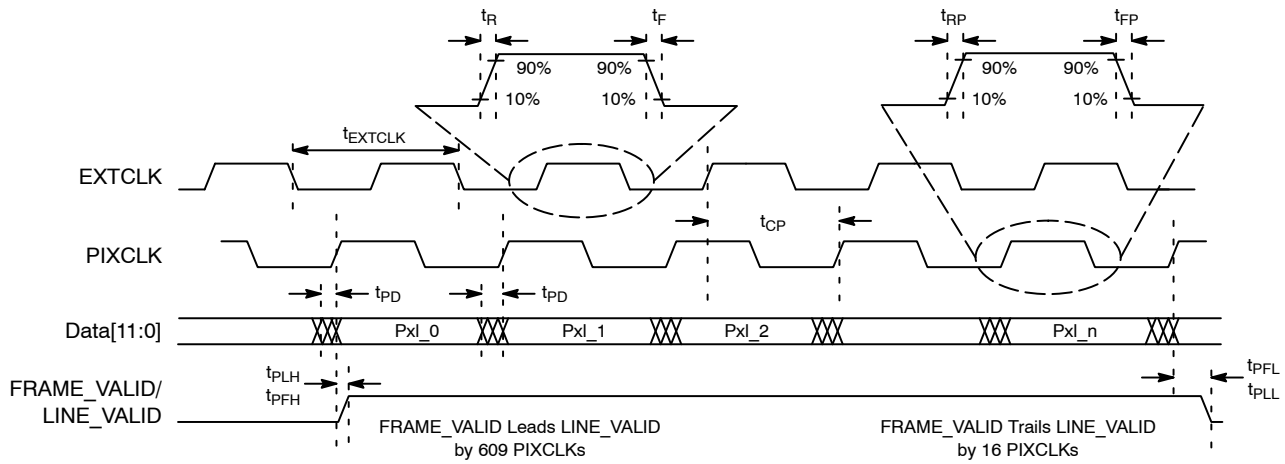 tR
tF
tRP
tFP
90%
90%
90%
90%
10%
10%
10%
10%
tEXTCLK
EXTCLK
tCP
PIXCLK
tPD
tPD
Data[11:0]
Pxl_0
Pxl_1
Pxl_2
Pxl_n
tPLH
tPFH
tPFL
tPLL
FRAME_VALID/
LINE_VALID
FRAME_VALID Leads LINE_VALID
by 609 PIXCLKs
FRAME_VALID Trails LINE_VALID
by 16 PIXCLKs